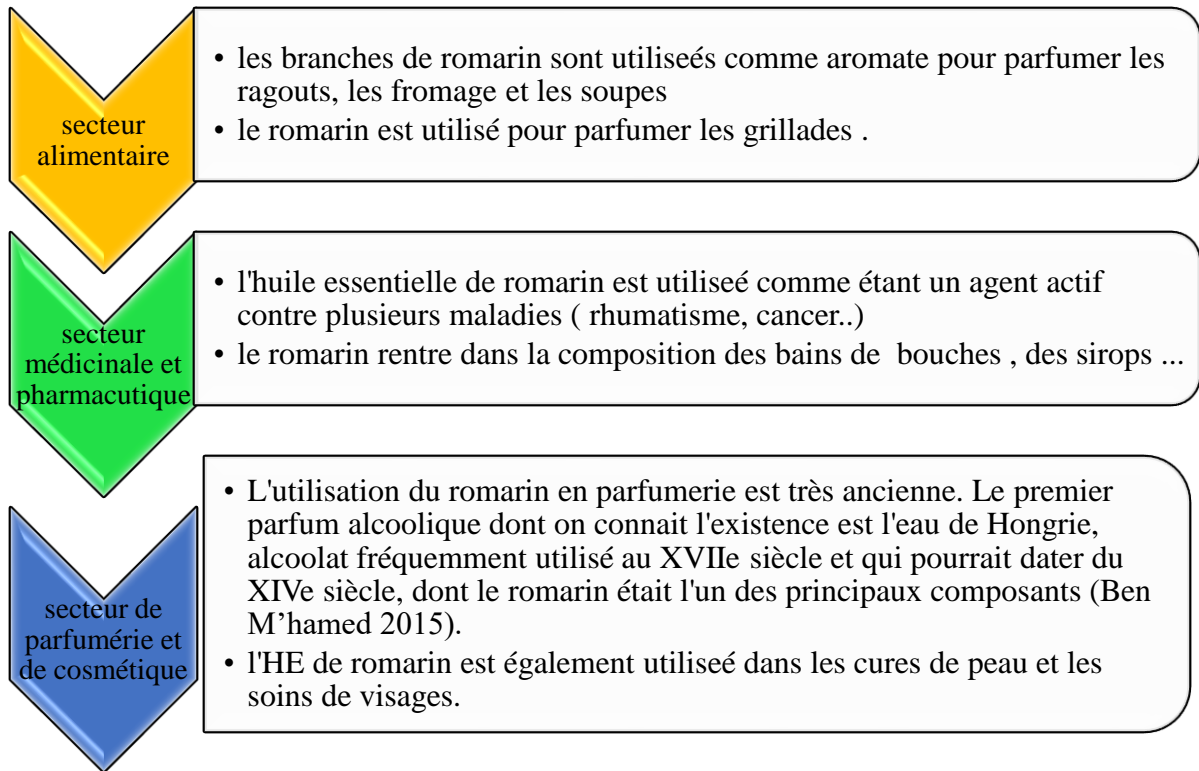 secteur
alimentaire
• les branches de romarin sont utiliseés comme aromate pour parfumer les
ragouts, les fromage et les soupes
• le romarin est utilisé pour parfumer les grillades .
secteur
médicinale et
pharmacutique
• l'huile essentielle de romarin est utiliseé comme étant un agent actif
contre plusieurs maladies ( rhumatisme, cancer..)
• le romarin rentre dans la composition des bains de bouches , des sirops ...
secteur de
parfumérie et
de cosmétique
• L'utilisation du romarin en parfumerie est très ancienne. Le premier
parfum alcoolique dont on connait l'existence est l'eau de Hongrie,
alcoolat fréquemment utilisé au XVIIe siècle et qui pourrait dater du
XIVe siècle, dont le romarin était l'un des principaux composants (Ben
M’hamed 2015).
• l'HE de romarin est également utiliseé dans les cures de peau et les
soins de visages.